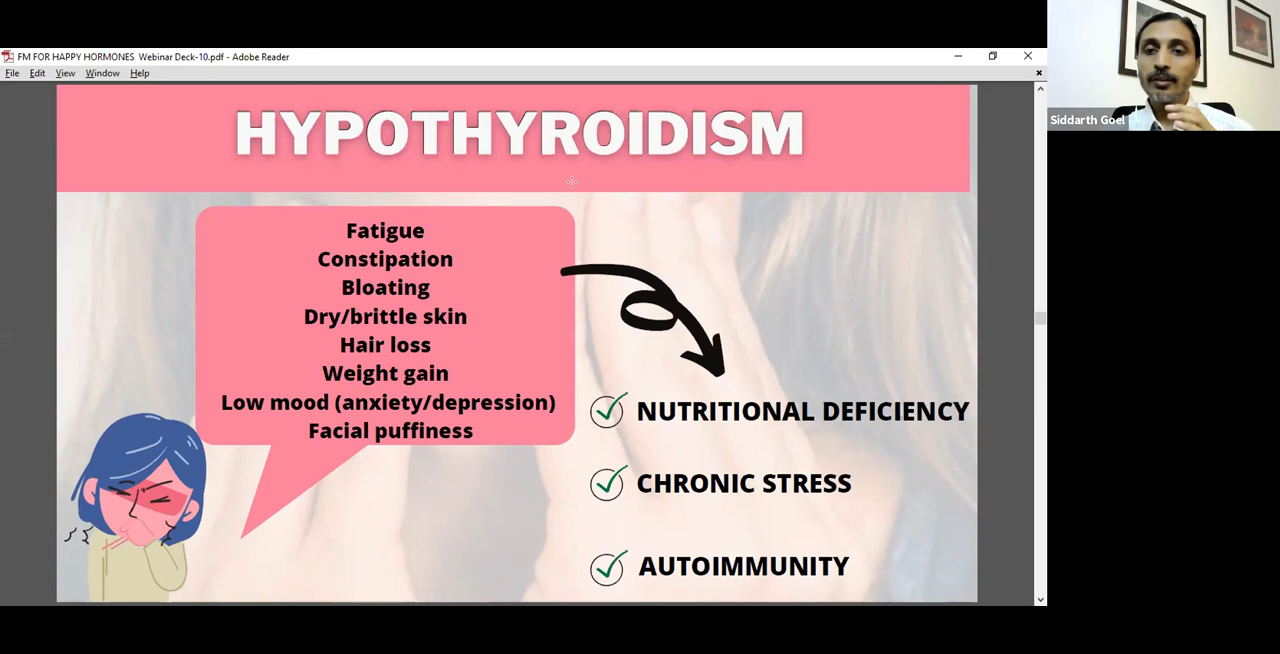 FM FOR HAPPY HORMONES Webinar Deck-10.pdf - Adobe Reader
File Edit View Window Help
HYPOTHYROIDISM
Fatigue
Constipation
Bloating
Dry/brittle skin
Hair loss
Weight gain
Low mood (anxiety/depression)
Facial puffiness
NUTRITIONAL DEFICIENCY
CHRONIC STRESS
AUTOIMMUNITY
Siddarth Goel